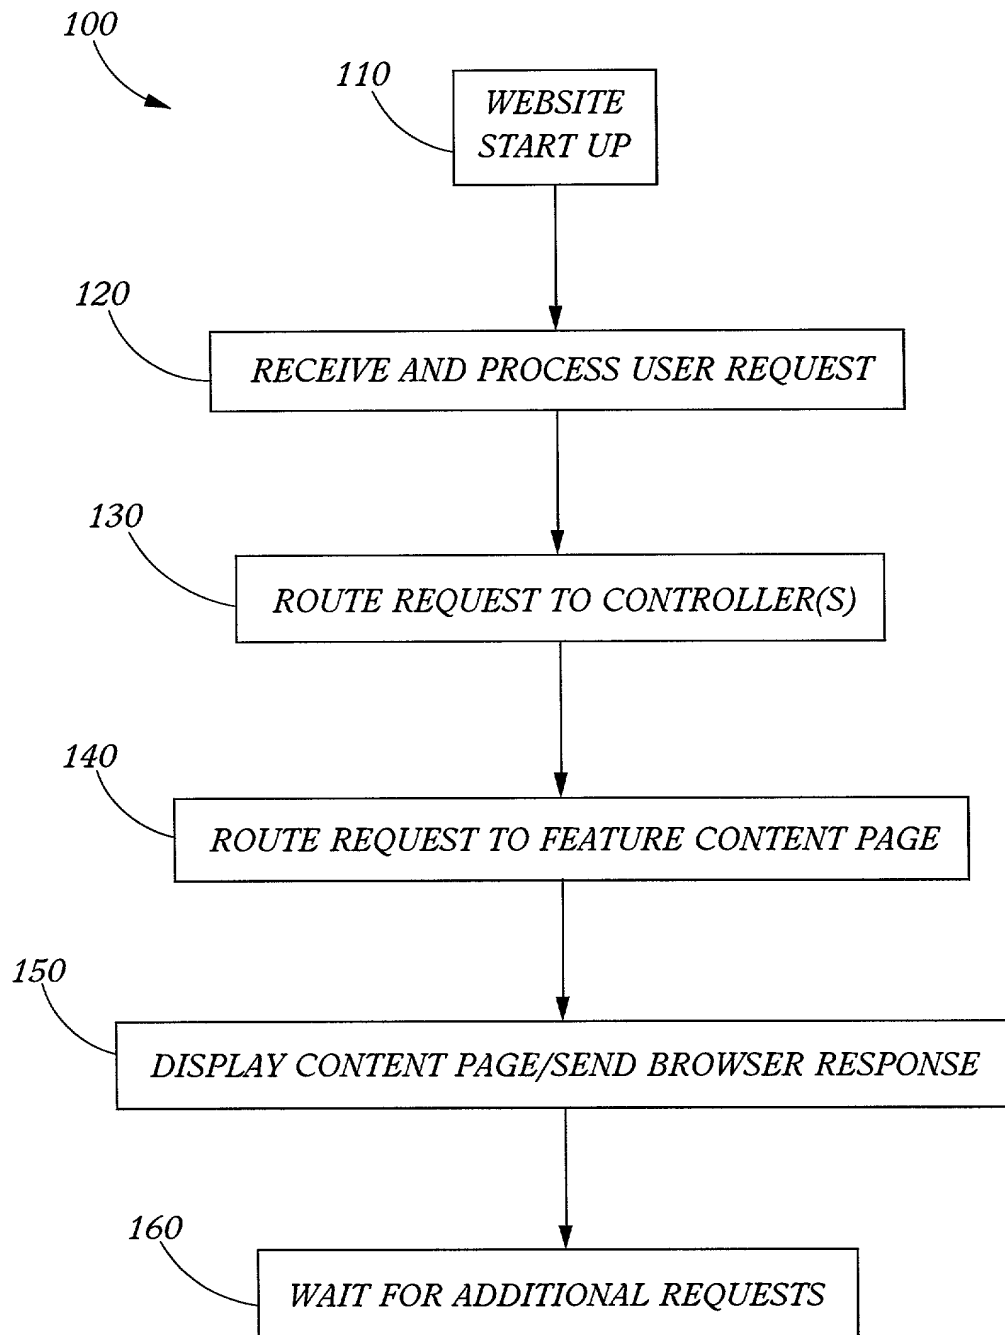 100
110
WEBSITE
START UP
120
RECEIVE AND PROCESS USER REQUEST
130
ROUTE REQUEST TO CONTROLLER(S)
140
ROUTE REQUEST TO FEATURE CONTENT PAGE
150
DISPLAY CONTENT PAGE/SEND BROWSER RESPONSE
160
WAIT FOR ADDITIONAL REQUESTS